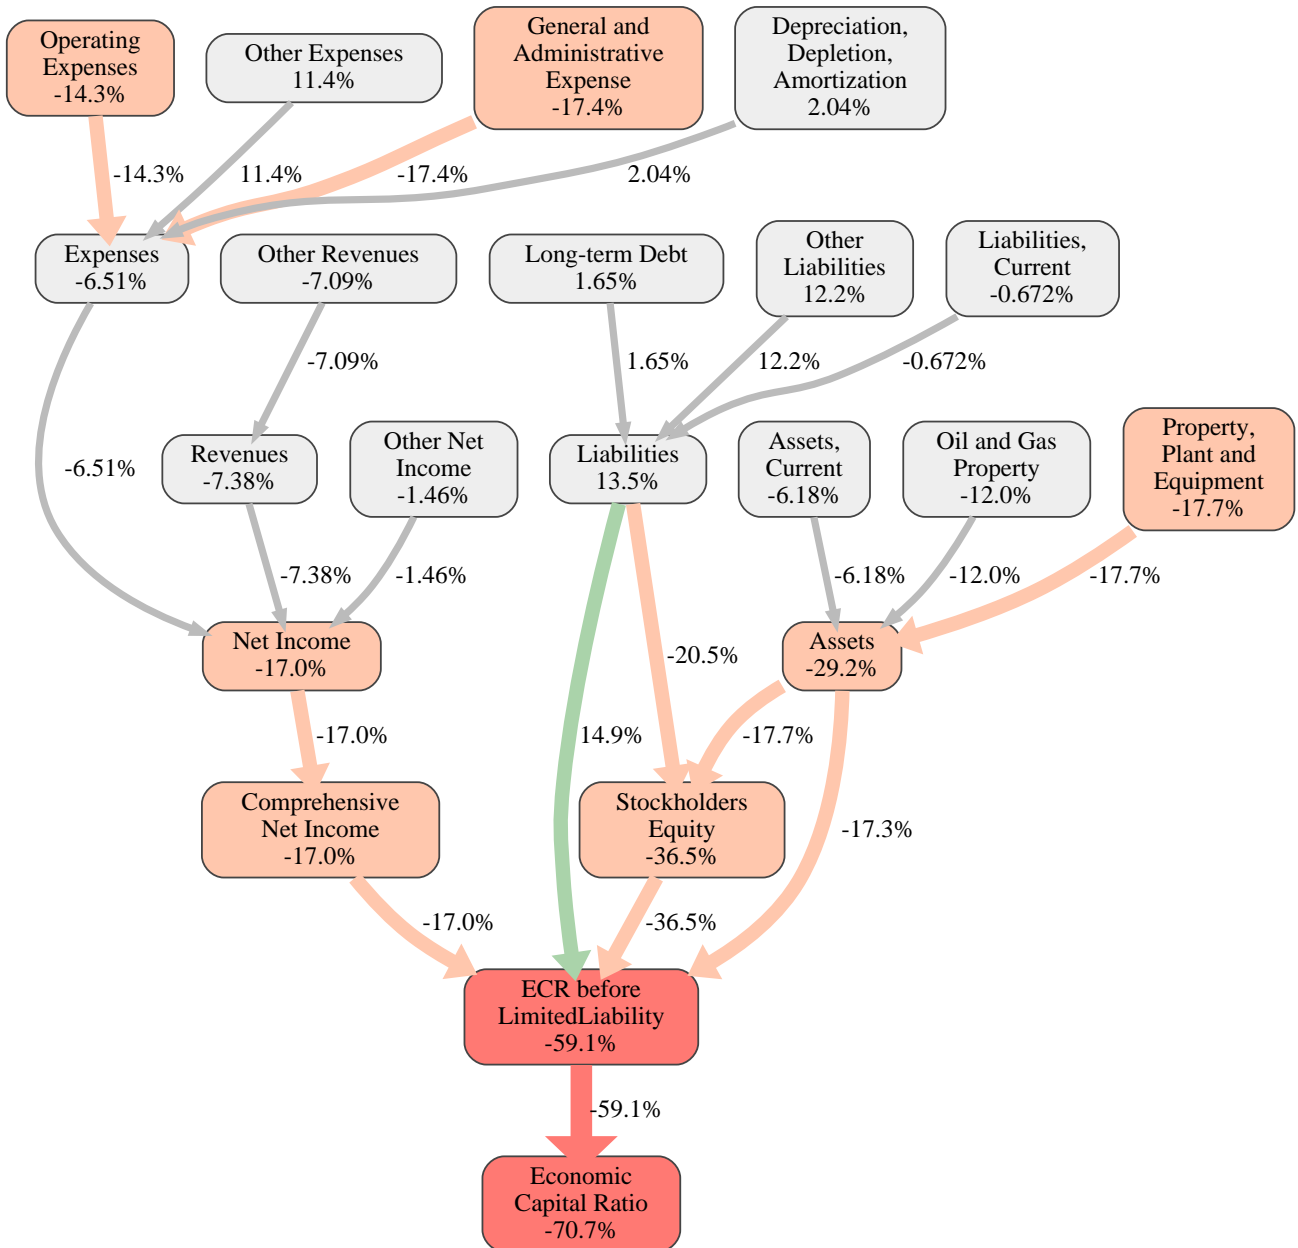 Operating
Expenses
-14.3%
Other Expenses
11.4%
General and
Administrative
Expense
-17.4%
Depreciation,
Depletion,
Amortization
2.04%
-14.3%
11.4%
-17.4%
2.04%
Expenses
-6.51%
Other Revenues
-7.09%
Long-term Debt
1.65%
Other
Liabilities
12.2%
Liabilities,
Current
-0.672%
-7.09%
1.65%
12.2%
-0.672%
-6.51%
Revenues
-7.38%
Other Net
Income
-1.46%
Liabilities
13.5%
Assets,
Current
-6.18%
Oil and Gas
Property
-12.0%
Property,
Plant and
Equipment
-17.7%
-7.38%
-1.46%
-6.18%
-12.0%
-17.7%
Net Income
-17.0%
-20.5%
Assets
-29.2%
-17.0%
14.9%
-17.7%
Comprehensive
Net Income
-17.0%
Stockholders
Equity
-36.5%
-17.3%
-17.0%
-36.5%
ECR before
LimitedLiability
-59.1%
-59.1%
Economic
Capital Ratio
-70.7%